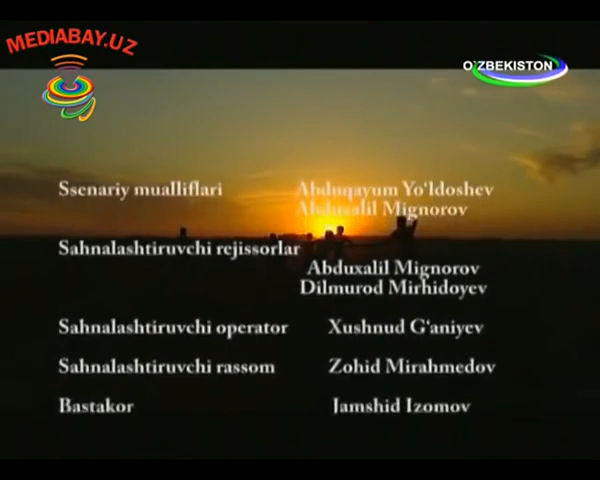 MEDIABAY.UZ
O'ZBEKISTON
Ssenariy mualliflari Abduqayum Yo'ldoshev
Abduxalil Mignorov
Sahnalashtiruvchi rejissorlar
Abduxalil Mignorov
Dilmurod Mirhidoyev
Sahnalashtiruvchi operator Xushnud G'aniyev
Sahnalashtiruvchi rassom Zohid Mirahmedov
Bastakor Jamshid Izomov